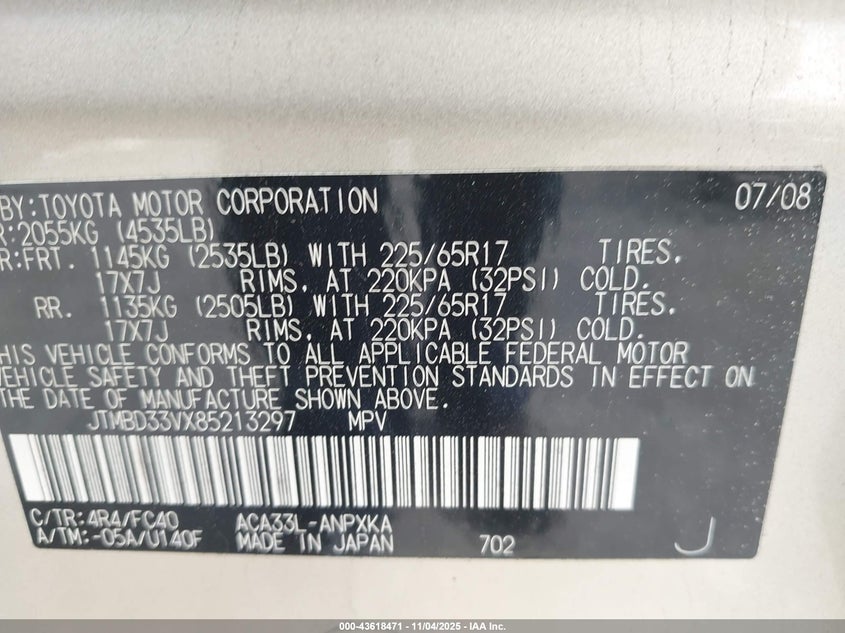 BY:TOYOTA MOTOR CORPORATION 07/08
R:2055KG (4535LB)
R:FRT. 1145KG (2535LB) WITH 225/65R17 TIRES,
17X7J RIMS, AT 220KPA (32PSI) COLD.
RR. 1135KG (2505LB) WITH 225/65R17 TIRES,
17X7J RIMS, AT 220KPA (32PSI) COLD.
HIS VEHICLE CONFORMS TO ALL APPLICABLE FEDERAL MOTOR
VEHICLE SAFETY AND THEFT PREVENTION STANDARDS IN EFFECT ON
THE DATE OF MANUFACTURE SHOWN ABOVE.
JTMBD33VX85213297 MPV
C/TR:4R4/FC40 ACA33L-ANPXKA
A/TM:-05A/U140F MADE IN JAPAN 702 J
000-43618471 - 11/04/2025 - IAA Inc.